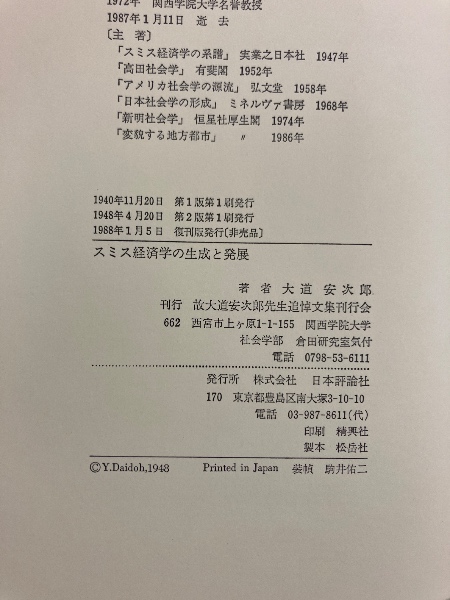 1972年 関西学院大学名誉教授
1987年1月11日 逝去
〔主著〕
「スミス経済学の系譜」 実業之日本社 1947年
「高田社会学」 有斐閣 1952年
「アメリカ社会学の源流」 弘文堂 1958年
「日本社会学の形成」 ミネルヴァ書房 1968年
「新明社会学」 恒星社厚生閣 1974年
「変貌する地方都市」 〃 1986年
1940年11月20日 第1版第1刷発行
1948年4月20日 第2版第1刷発行
1988年1月5日 復刊版発行〔非売品〕
スミス経済学の生成と発展
著者 大道安次郎
刊行 故大道安次郎先生追悼文集刊行会
662 西宮市上ヶ原1-1-155 関西学院大学
社会学部 倉田研究室気付
電話 0798-53-6111
発行所 株式会社 日本評論社
170 東京都豊島区南大塚3-10-10
電話 03-987-8611(代)
印刷 精興社
製本 松岳社
©Y.Daidoh,1948 Printed in Japan 装幀 駒井佑二